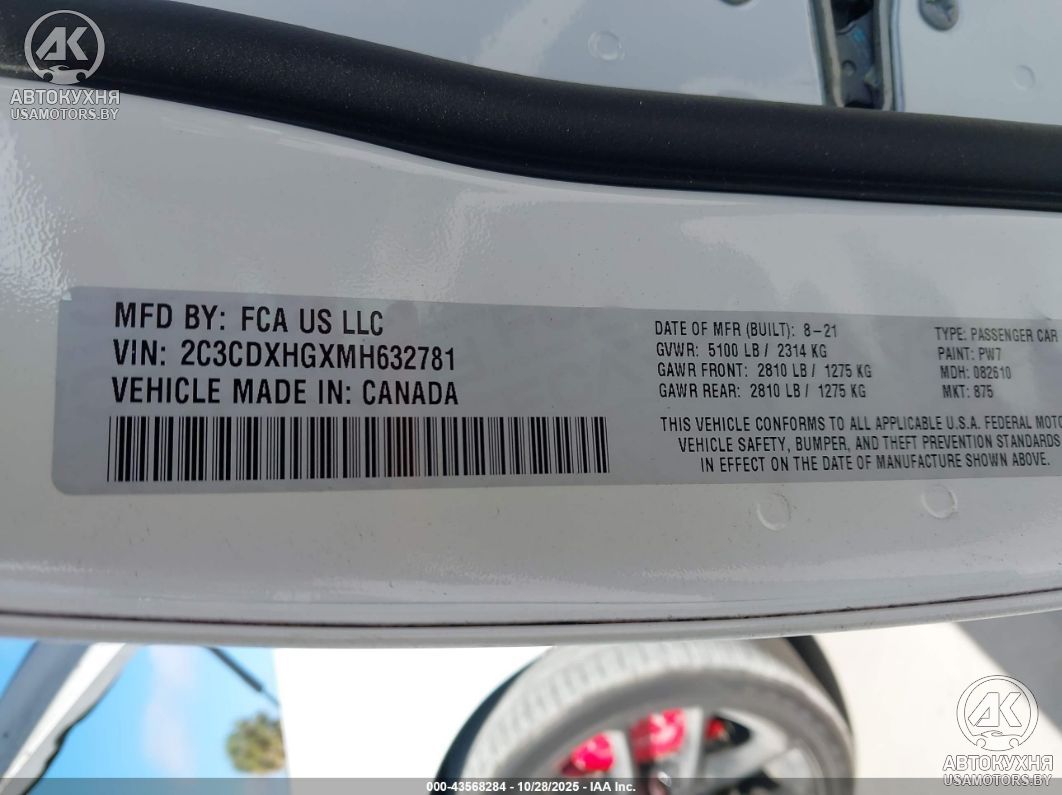 AK
АВТОКУХНЯ
USAMOTORS.BY
MFD BY: FCA US LLC
VIN: 2C3CDXHGXMH632781
VEHICLE MADE IN: CANADA
DATE OF MFR (BUILT): 8-21
GVWR: 5100 LB / 2314 KG
GAWR FRONT: 2810 LB / 1275 KG
GAWR REAR: 2810 LB / 1275 KG
TYPE: PASSENGER CAR
PAINT: PW7
MDH: 082610
MKT: 875
THIS VEHICLE CONFORMS TO ALL APPLICABLE U.S.A. FEDERAL MOTO
VEHICLE SAFETY, BUMPER, AND THEFT PREVENTION STANDARDS
IN EFFECT ON THE DATE OF MANUFACTURE SHOWN ABOVE.
AK
АВТОКУХНЯ
USAMOTORS.BY
000-43568284 - 10/28/2025 - IAA Inc.